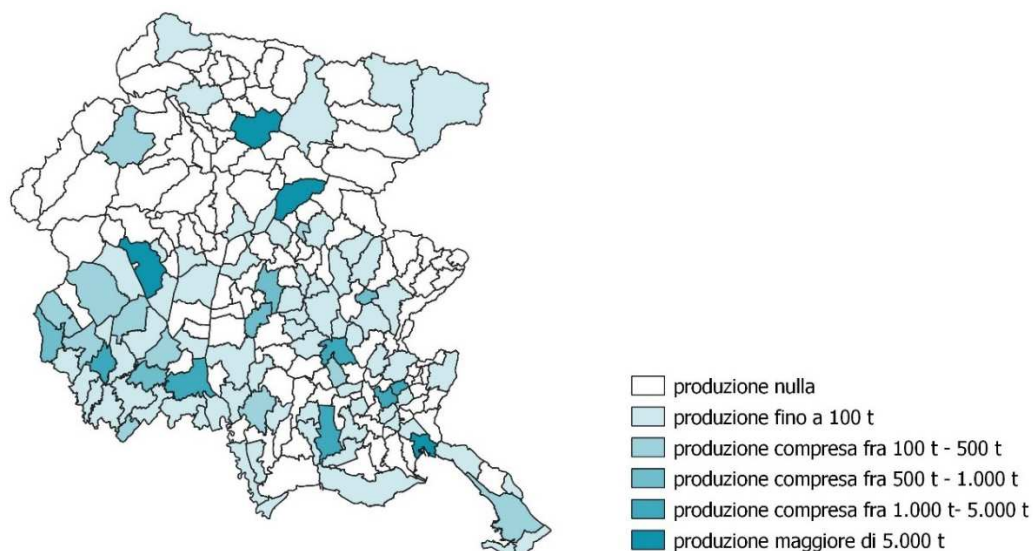 produzione nulla
produzione fino a 100 t
produzione compresa fra 100 t - 500 t
produzione compresa fra 500 t - 1.000 t
produzione compresa fra 1.000 t- 5.000 t
produzione maggiore di 5.000 t